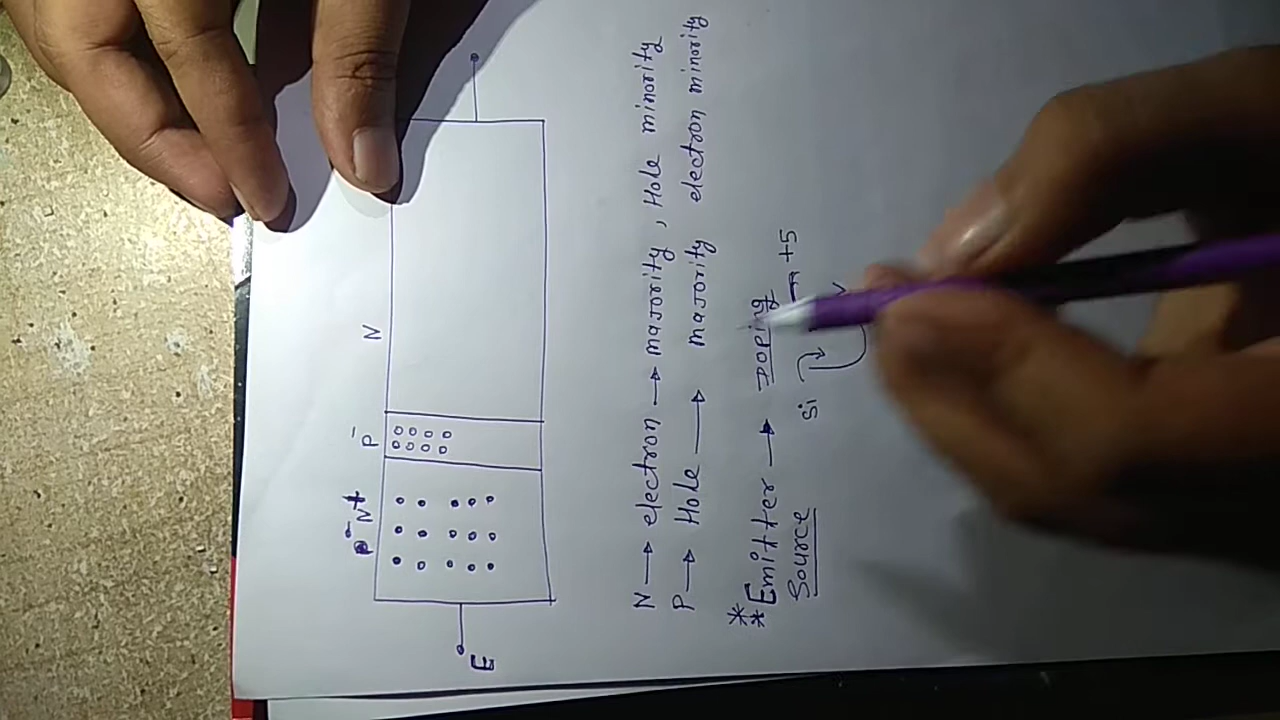 P⁻ N⁺ P⁻ N
E
N → electron → majority, Hole minority
P → Hole → majority electron minority
** Emitter → Doping
Source Si +5